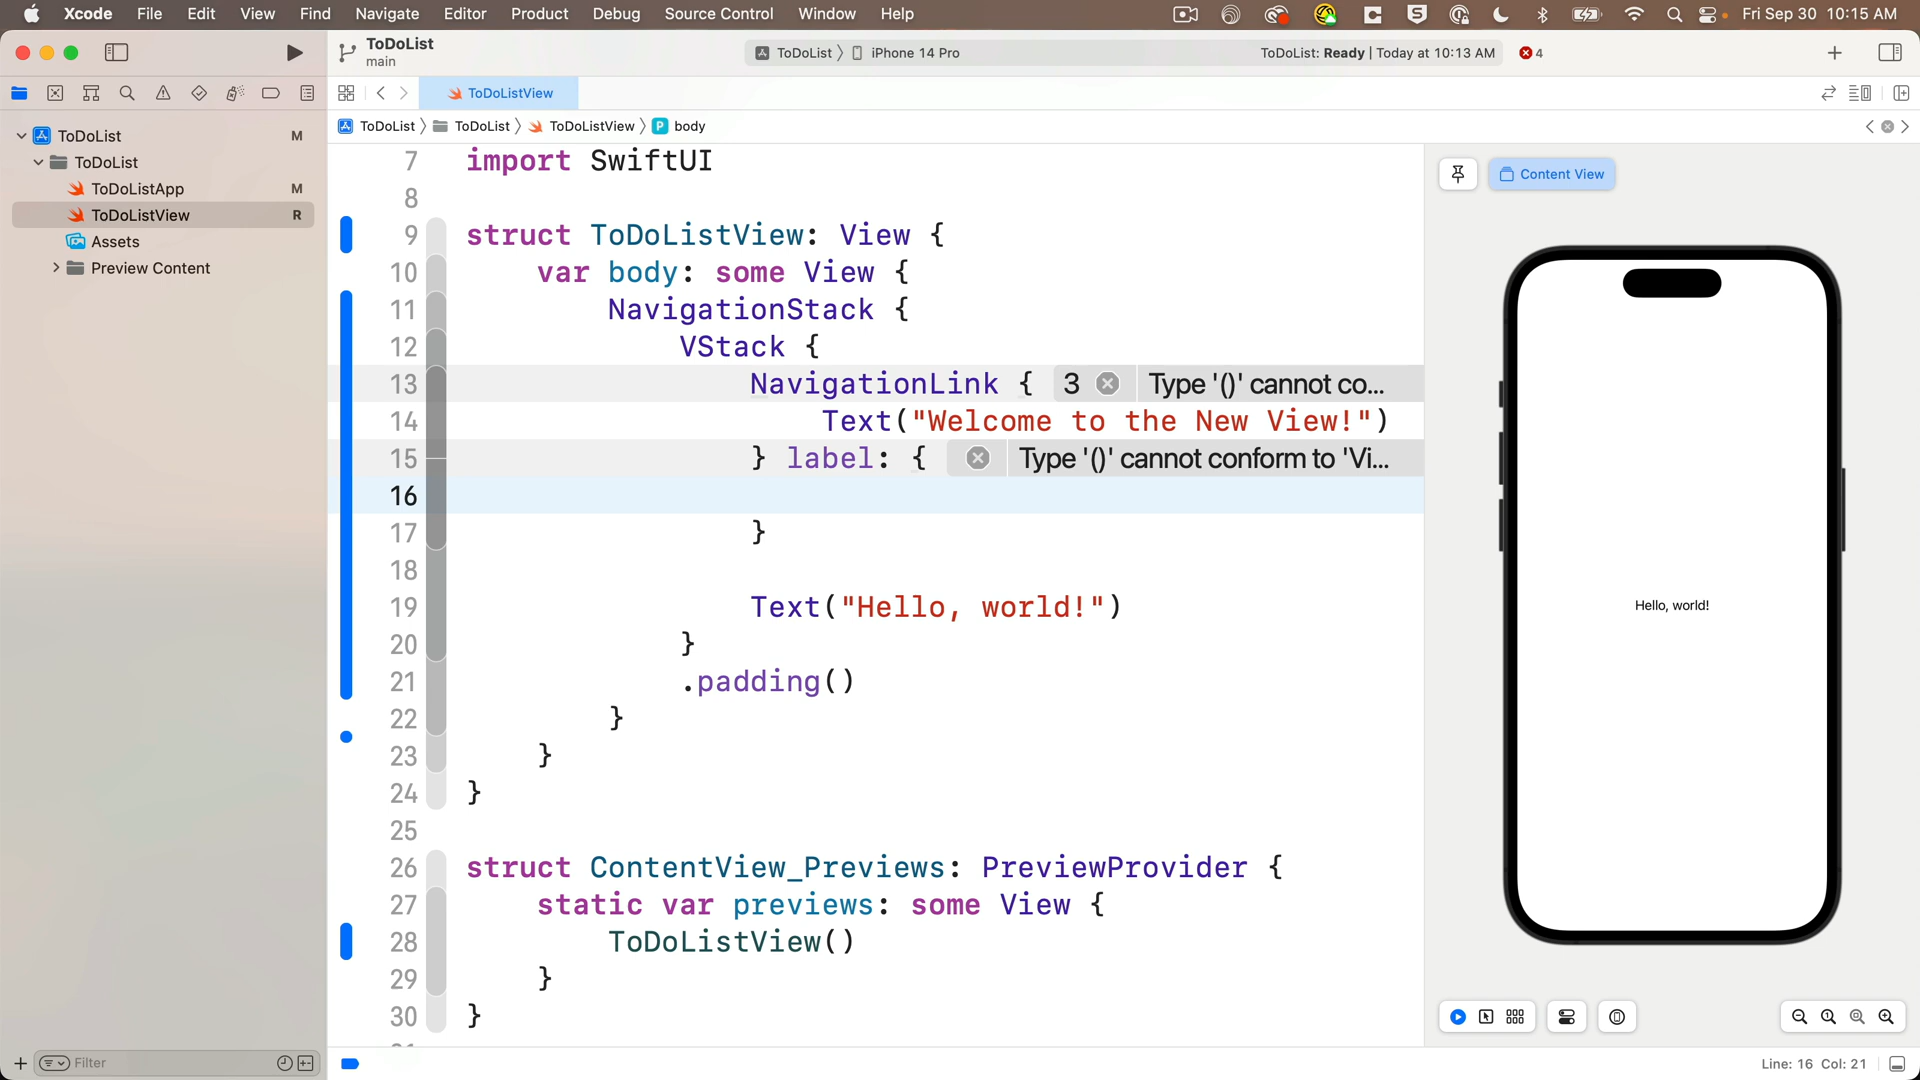 Xcode File Edit View Find Navigate Editor Product Debug Source Control Window Help Fri Sep 30 10:15 AM
ToDoList
main
ToDoList iPhone 14 Pro ToDoList: Ready | Today at 10:13 AM 4
ToDoListView
ToDoList ToDoList ToDoListView P body
ToDoList M
ToDoList
ToDoListApp M
ToDoListView R
Assets
Preview Content
7 import SwiftUI
8
9 struct ToDoListView: View {
10 var body: some View {
11 NavigationStack {
12 VStack {
13 NavigationLink { 3 Type '()' cannot co...
14 Text("Welcome to the New View!")
15 } label: { Type '()' cannot conform to 'Vi...
16
17 }
18
19 Text("Hello, world!")
20 }
21 .padding()
22 }
23 }
24 }
25
26 struct ContentView_Previews: PreviewProvider {
27 static var previews: some View {
28 ToDoListView()
29 }
30 }
Content View
Hello, world!
Filter
Line: 16 Col: 21